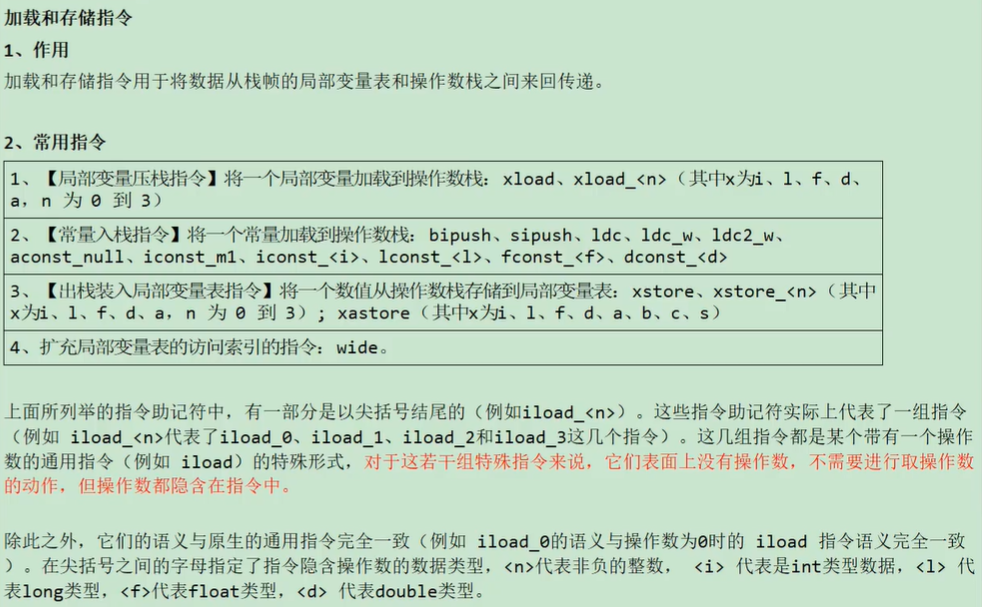 加载和存储指令
1、作用
加载和存储指令用于将数据从栈帧的局部变量表和操作数栈之间来回传递。
2、常用指令
1、【局部变量压栈指令】将一个局部变量加载到操作数栈：xload、xload_<n>（其中x为i、l、f、d、
a，n 为 0 到 3）
2、【常量入栈指令】将一个常量加载到操作数栈：bipush、sipush、ldc、ldc_w、ldc2_w、
aconst_null、iconst_m1、iconst_<i>、lconst_<l>、fconst_<f>、dconst_<d>
3、【出栈装入局部变量表指令】将一个数值从操作数栈存储到局部变量表：xstore、xstore_<n>（其中
x为i、l、f、d、a，n 为 0 到 3）; xastore（其中x为i、l、f、d、a、b、c、s）
4、扩充局部变量表的访问索引的指令：wide。
上面所列举的指令助记符中，有一部分是以尖括号结尾的（例如iload_<n>）。这些指令助记符实际上代表了一组指令
（例如 iload_<n>代表了iload_0、iload_1、iload_2和iload_3这几个指令）。这几组指令都是某个带有一个操作
数的通用指令（例如 iload）的特殊形式，对于这若干组特殊指令来说，它们表面上没有操作数，不需要进行取操作数
的动作，但操作数都隐含在指令中。
除此之外，它们的语义与原生的通用指令完全一致（例如 iload_0的语义与操作数为0时的 iload 指令语义完全一致
）。在尖括号之间的字母指定了指令隐含操作数的数据类型，<n>代表非负的整数， <i> 代表是int类型数据，<l> 代
表long类型，<f>代表float类型，<d> 代表double类型。